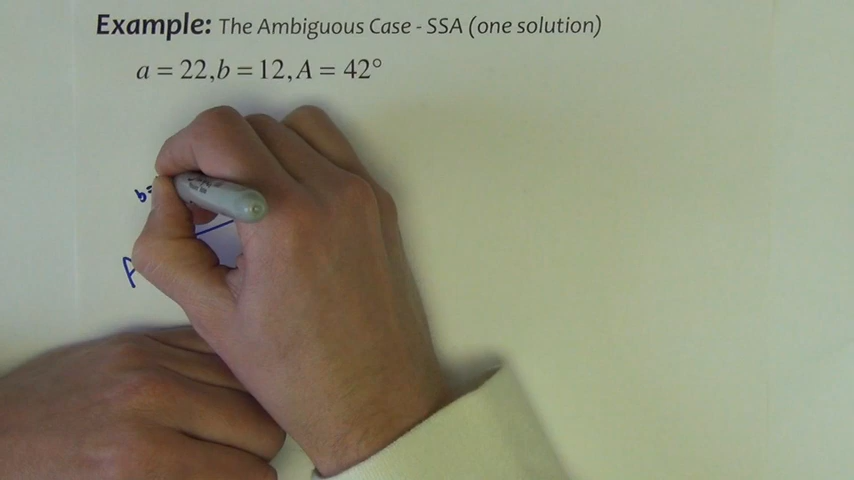 Example: The Ambiguous Case - SSA (one solution)
a = 22,b = 12, A = 42°
b=
A